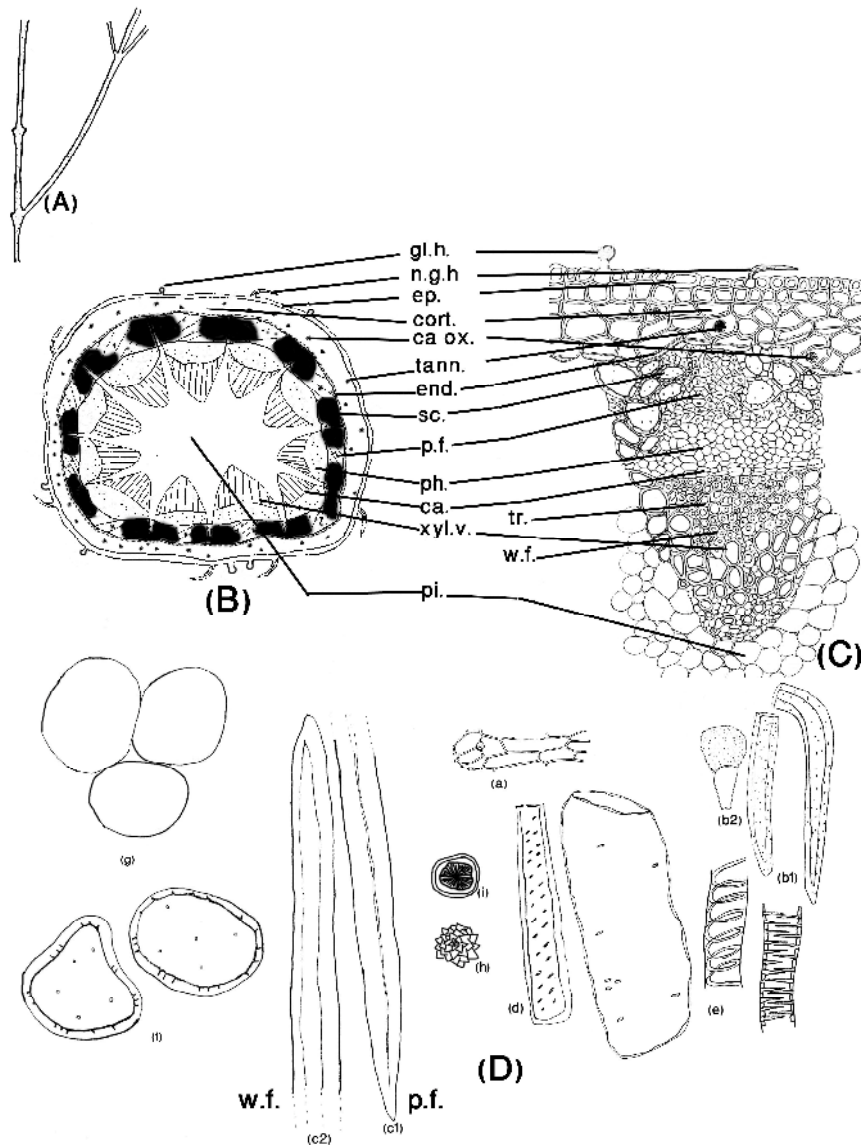 (A)
gl.h.
n.g.h
ep.
cort.
ca ox.
tann.
end.
sc.
p.f.
ph.
ca.
tr.
xyl.v.
w.f.
pi.
(B)
(C)
(g)
(a)
(b2)
(b1)
(i)
(h)
(f)
(d)
(e)
w.f.
p.f.
(D)
(c2)
(c1)